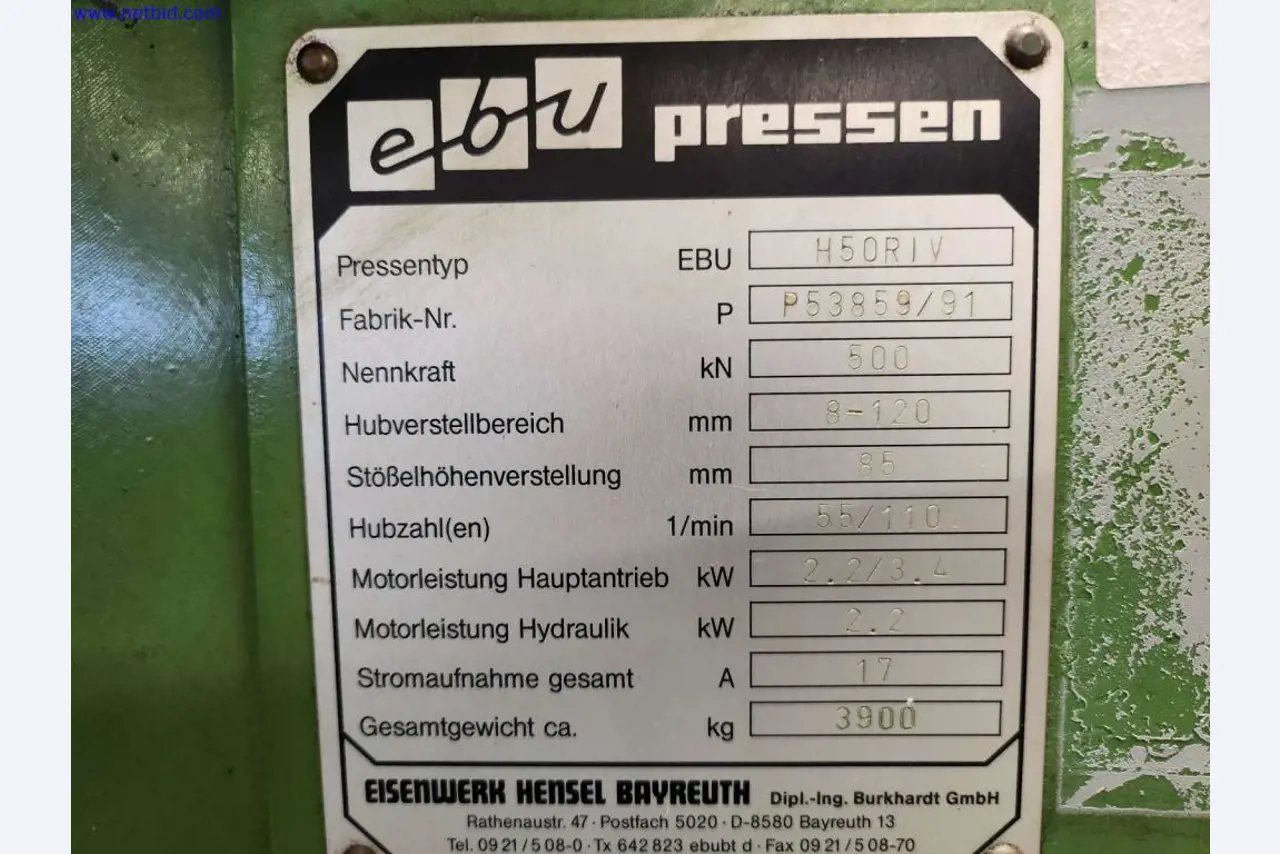 www.netbid.com
ebu pressen
Pressentyp EBU H50RIV
Fabrik-Nr. P P53859/91
Nennkraft kN 500
Hubverstellbereich mm 8-120
Stößelhöhenverstellung mm 85
Hubzahl(en) 1/min 55/110
Motorleistung Hauptantrieb kW 2.2/3.4
Motorleistung Hydraulik kW 2.2
Stromaufnahme gesamt A 17
Gesamtgewicht ca. kg 3900
EISENWERK HENSEL BAYREUTH Dipl.-Ing. Burkhardt GmbH
Rathenaustr. 47 · Postfach 5020 · D-8580 Bayreuth 13
Tel. 09 21 / 5 08-0 · Tx 642 823 ebubt d · Fax 09 21 / 5 08-70